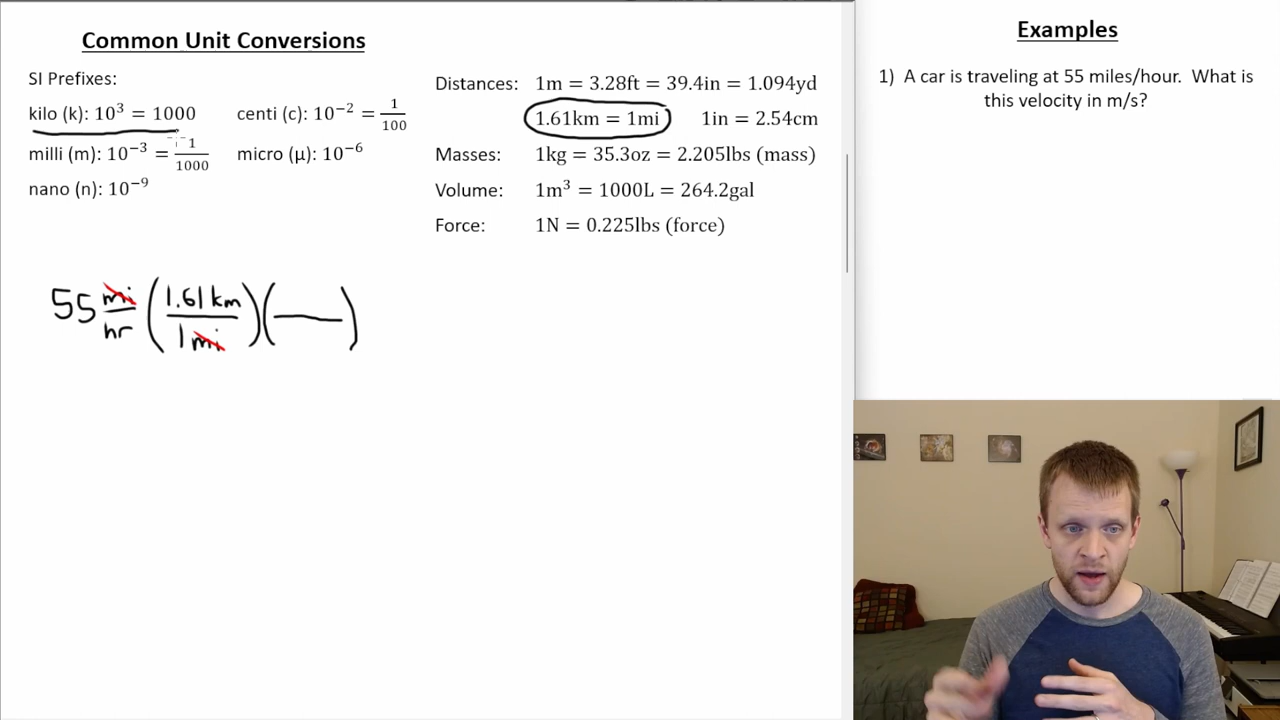 Common Unit Conversions
SI Prefixes:
kilo (k): 10³ = 1000
centi (c): 10⁻² = 1/100
milli (m): 10⁻³ = 1/1000
micro (μ): 10⁻⁶
nano (n): 10⁻⁹
Distances: 1m = 3.28ft = 39.4in = 1.094yd
1.61km = 1mi 1in = 2.54cm
Masses: 1kg = 35.3oz = 2.205lbs (mass)
Volume: 1m³ = 1000L = 264.2gal
Force: 1N = 0.225lbs (force)
55 mi/hr (1.61 km/1 mi)( )
Examples
1) A car is traveling at 55 miles/hour. What is
this velocity in m/s?